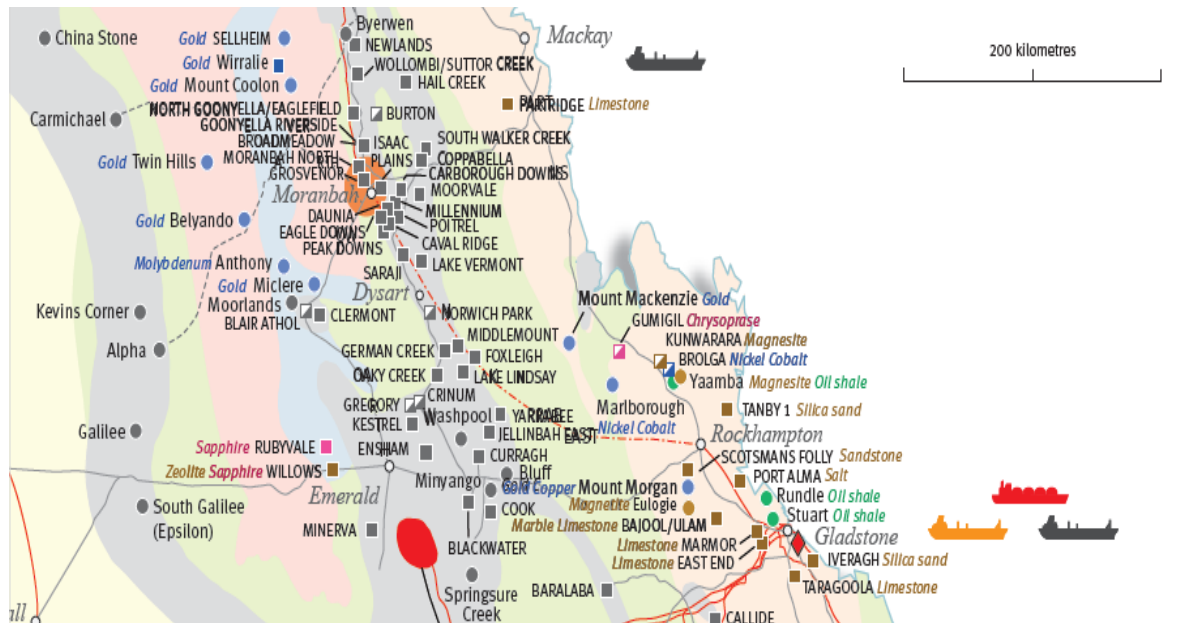 Byerwen
China Stone
Gold SELLHEIM
Mackay
NEWLANDS
Gold Wirralie
WOLLOMBI/SUTTOR CREEK
200 kilometres
Gold Mount Coolon
HAIL CREEK
PARTRIDGE Limestone
NORTH GOONYELLA/EAGLEFIELD
BURTON
Carmichael
GOONYELLA RIVERSIDE
BROADMEADOW
ISAAC PLAINS
SOUTH WALKER CREEK
Gold Twin Hills
MORANBAH NORTH
COPPABELLA
GROSVENOR
CARBOROUGH DOWNS
Moranbah
MOORVALE
DAUNIA
MILLENNIUM
Gold Belyando
POITREL
EAGLE DOWNS
PEAK DOWNS
CAVAL RIDGE
Molybdenum Anthony
SARAJI
LAKE VERMONT
Gold Miclere
Dysart
Moorlands
Mount Mackenzie Gold
Kevins Corner
BLAIR ATHOL
CLERMONT
NORWICH PARK
GUMIGIL Chrysoprase
MIDDLEMOUNT
KUNWARARA Magnesite
Alpha
GERMAN CREEK
FOXLEIGH
BROLGA Nickel Cobalt
OAKY CREEK
LAKE LINDSAY
Yaamba Magnesite Oil shale
CRINUM
GREGORY
Marlborough
Nickel Cobalt
TANBY 1 Silica sand
Washpool
YARRABEE
KESTREL
Galilee
JELLINBAH EAST
Rockhampton
Sapphire RUBYVALE
ENSHAM
CURRAGH
SCOTSMANS FOLLY Sandstone
Zeolite Sapphire WILLOWS
Bluff
PORT ALMA Salt
Minyango
Emerald
Gold Copper Mount Morgan
Rundle Oil shale
South Galilee
(Epsilon)
COOK
Magnetite Eulogie
Stuart Oil shale
MINERVA
Marble Limestone BAJOOL/ULAM
Gladstone
BLACKWATER
Limestone MARMOR
Limestone EAST END
IVERAGH Silica sand
Springsure
Creek
BARALABA
TARAGOOLA Limestone
CALLIDE
all